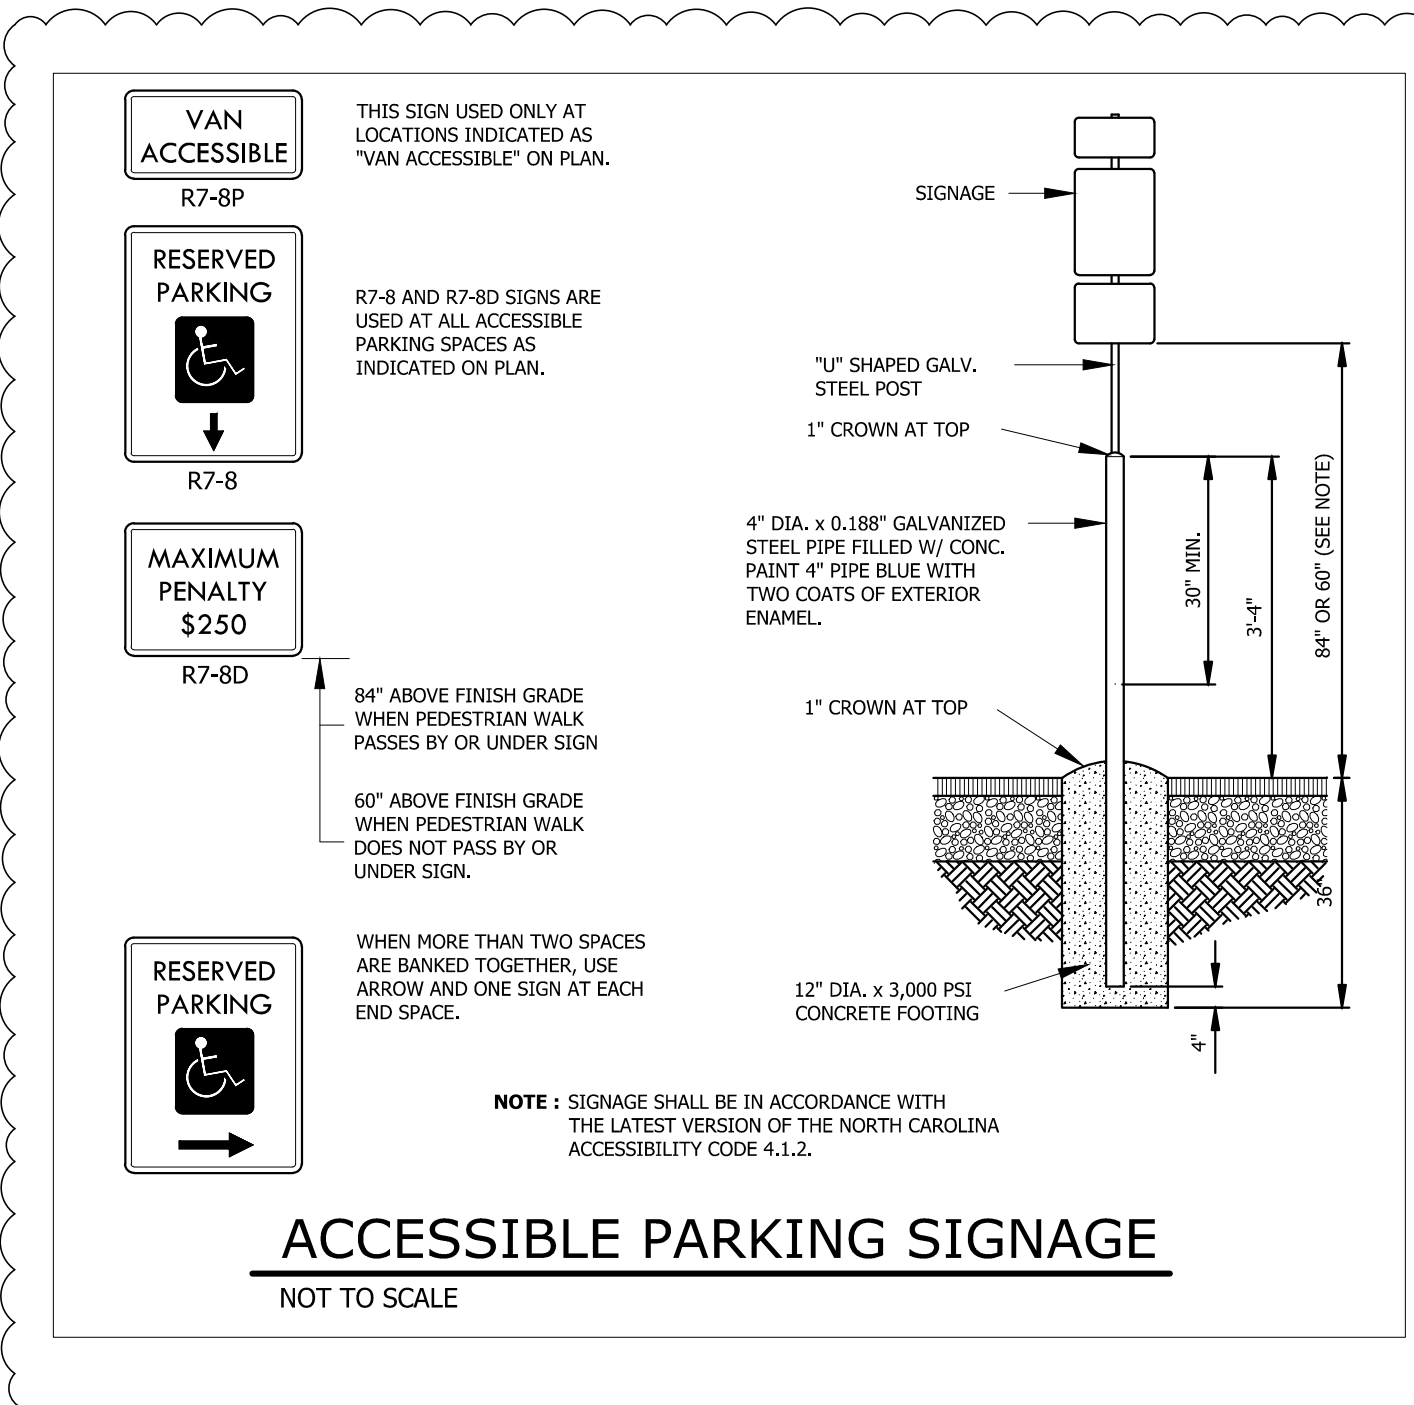 VAN
ACCESSIBLE
R7-8P
THIS SIGN USED ONLY AT
LOCATIONS INDICATED AS
"VAN ACCESSIBLE" ON PLAN.
RESERVED
PARKING
R7-8
R7-8 AND R7-8D SIGNS ARE
USED AT ALL ACCESSIBLE
PARKING SPACES AS
INDICATED ON PLAN.
MAXIMUM
PENALTY
$250
R7-8D
84" ABOVE FINISH GRADE
WHEN PEDESTRIAN WALK
PASSES BY OR UNDER SIGN
60" ABOVE FINISH GRADE
WHEN PEDESTRIAN WALK
DOES NOT PASS BY OR
UNDER SIGN.
RESERVED
PARKING
WHEN MORE THAN TWO SPACES
ARE BANKED TOGETHER, USE
ARROW AND ONE SIGN AT EACH
END SPACE.
SIGNAGE
"U" SHAPED GALV.
STEEL POST
1" CROWN AT TOP
4" DIA. x 0.188" GALVANIZED
STEEL PIPE FILLED W/ CONC.
PAINT 4" PIPE BLUE WITH
TWO COATS OF EXTERIOR
ENAMEL.
30" MIN.
3'-4"
84" OR 60" (SEE NOTE)
1" CROWN AT TOP
36"
12" DIA. x 3,000 PSI
CONCRETE FOOTING
4"
NOTE : SIGNAGE SHALL BE IN ACCORDANCE WITH
THE LATEST VERSION OF THE NORTH CAROLINA
ACCESSIBILITY CODE 4.1.2.
ACCESSIBLE PARKING SIGNAGE
NOT TO SCALE